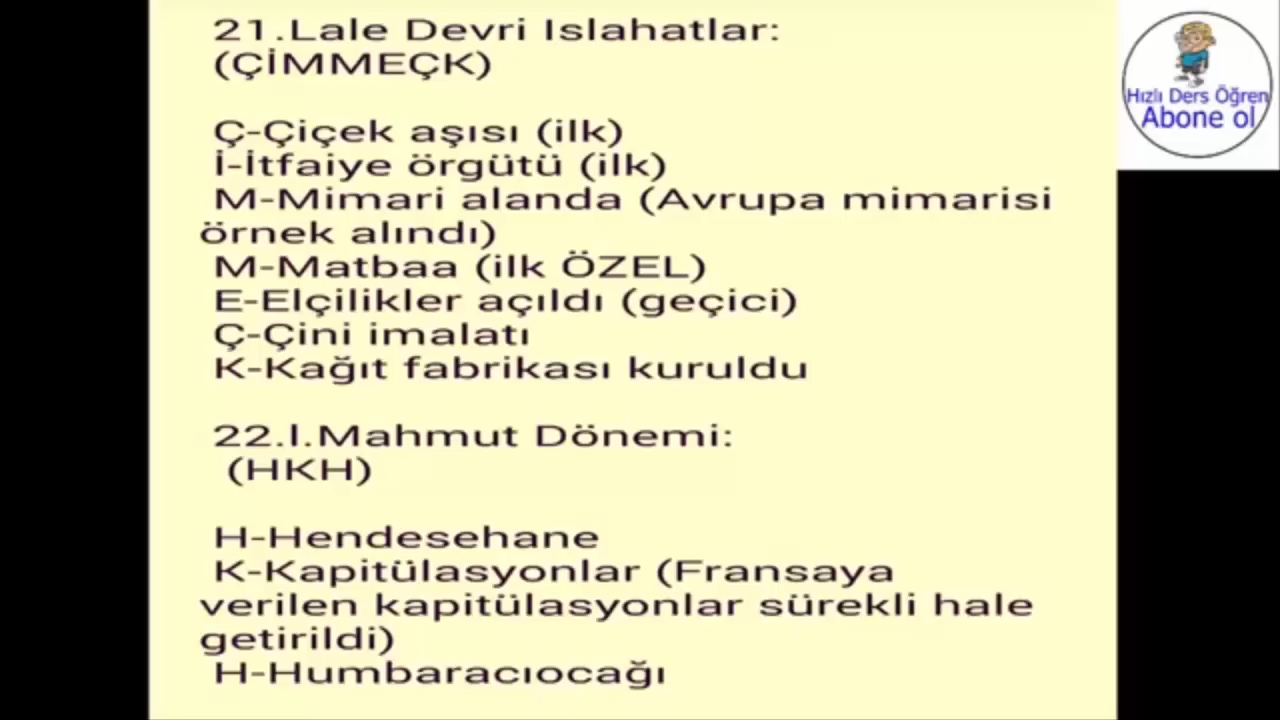 21.Lale Devri Islahatlar:
(ÇİMMEÇK)
Ç-Çiçek aşısı (ilk)
İ-İtfaiye örgütü (ilk)
M-Mimari alanda (Avrupa mimarisi
örnek alındı)
M-Matbaa (ilk ÖZEL)
E-Elçilikler açıldı (geçici)
Ç-Çini imalatı
K-Kağıt fabrikası kuruldu
22.I.Mahmut Dönemi:
(HKH)
H-Hendesehane
K-Kapitülasyonlar (Fransaya
verilen kapitülasyonlar sürekli hale
getirildi)
H-Humbaracıocağı
Hızlı Ders Öğren
Abone ol